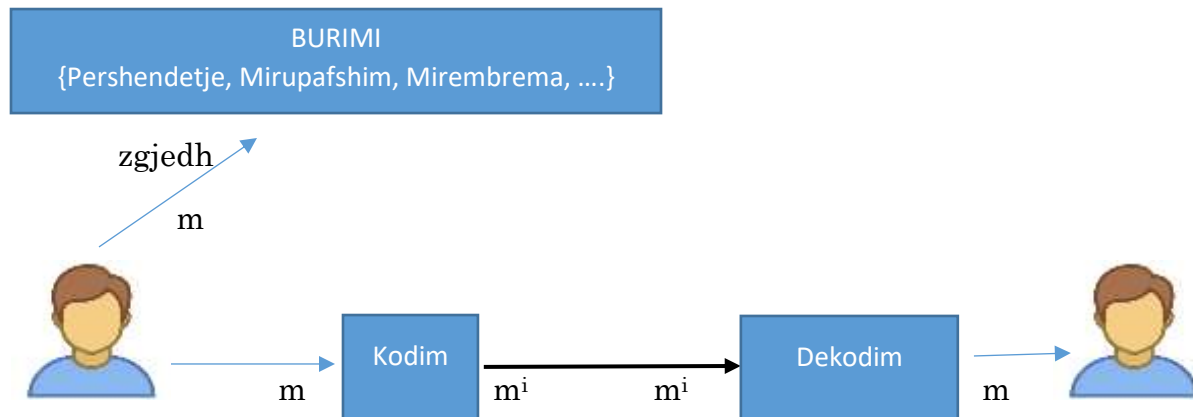 BURIMI
{Pershendetje, Mirupafshim, Mirembrema, ....}
zgjedh
m
Kodim
Dekodim
m
mⁱ
mⁱ
m